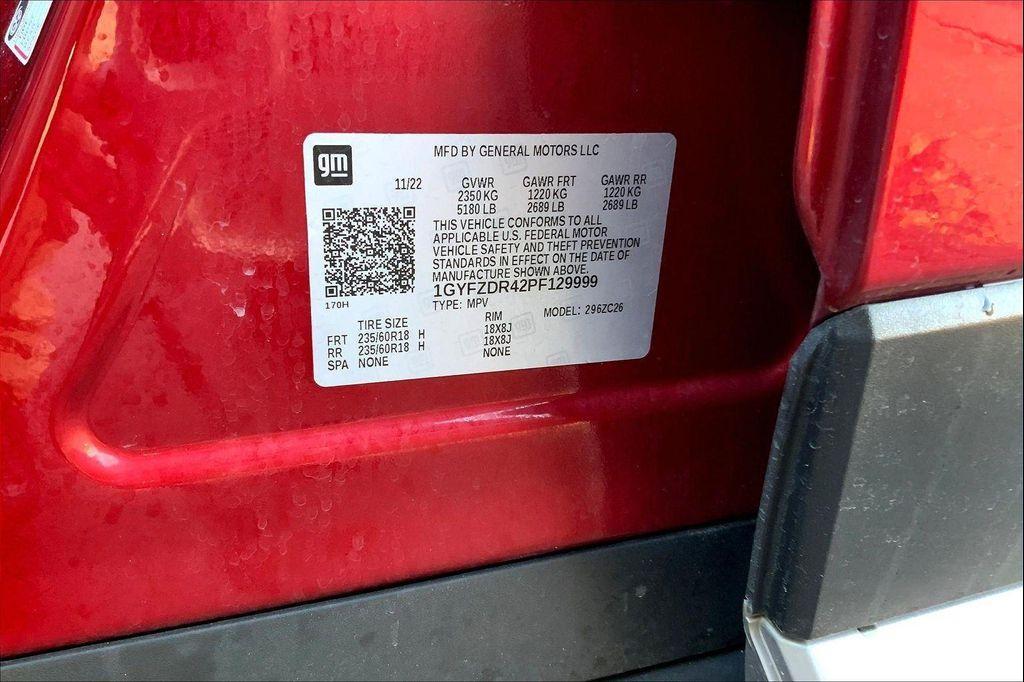 gm
MFD BY GENERAL MOTORS LLC
11/22 GVWR GAWR FRT GAWR RR
2350 KG 1220 KG 1220 KG
5180 LB 2689 LB 2689 LB
THIS VEHICLE CONFORMS TO ALL
APPLICABLE U.S. FEDERAL MOTOR
VEHICLE SAFETY AND THEFT PREVENTION
STANDARDS IN EFFECT ON THE DATE OF
MANUFACTURE SHOWN ABOVE.
1GYFZDR42PF129999
170H
TYPE: MPV MODEL: 296ZC26
TIRE SIZE RIM
FRT 235/60R18 H 18X8J
RR 235/60R18 H 18X8J
SPA NONE NONE